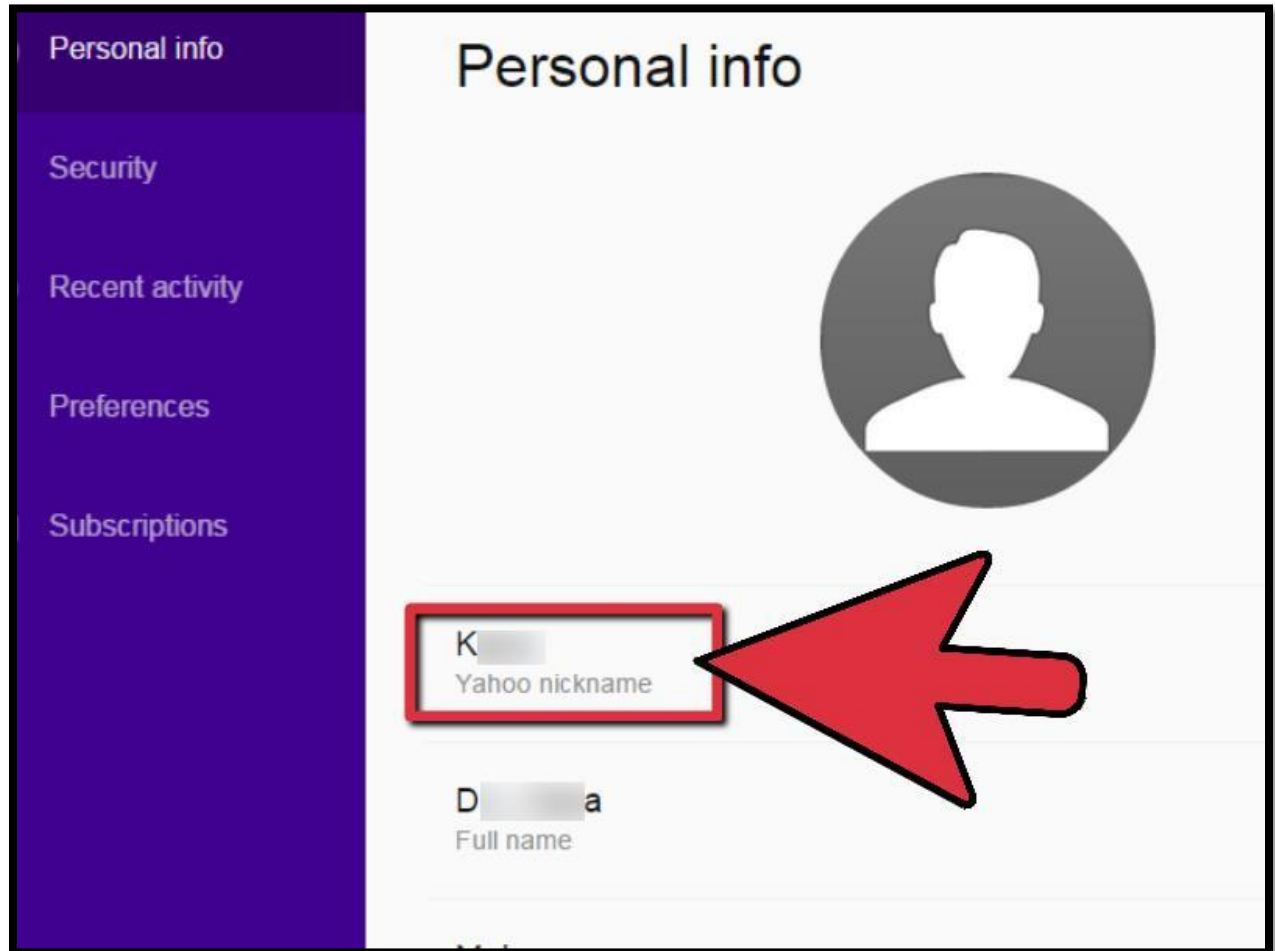 Personal info
Security
Recent activity
Preferences
Subscriptions
Personal info
K
Yahoo nickname
D a
Full name